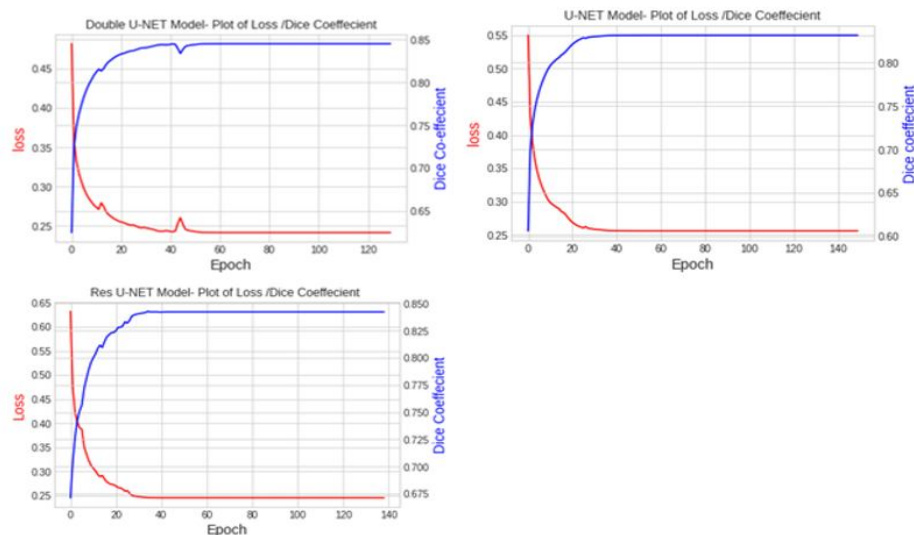 Double U-NET Model- Plot of Loss /Dice Coeffecient
0.45
0.40
0.35
0.30
0.25
loss
0.85
0.80
0.75
0.70
0.65
Dice Co-effecient
0 20 40 60 80 100 120
Epoch
U-NET Model- Plot of Loss /Dice Coeffecient
0.55
0.50
0.45
0.40
0.35
0.30
0.25
loss
0.80
0.75
0.70
0.65
0.60
Dice coeffecient
0 20 40 60 80 100 120 140
Epoch
Res U-NET Model- Plot of Loss /Dice Coeffecient
0.65
0.60
0.55
0.50
0.45
0.40
0.35
0.30
0.25
Loss
0.850
0.825
0.800
0.775
0.750
0.725
0.700
0.675
Dice Coeffecient
0 20 40 60 80 100 120 140
Epoch